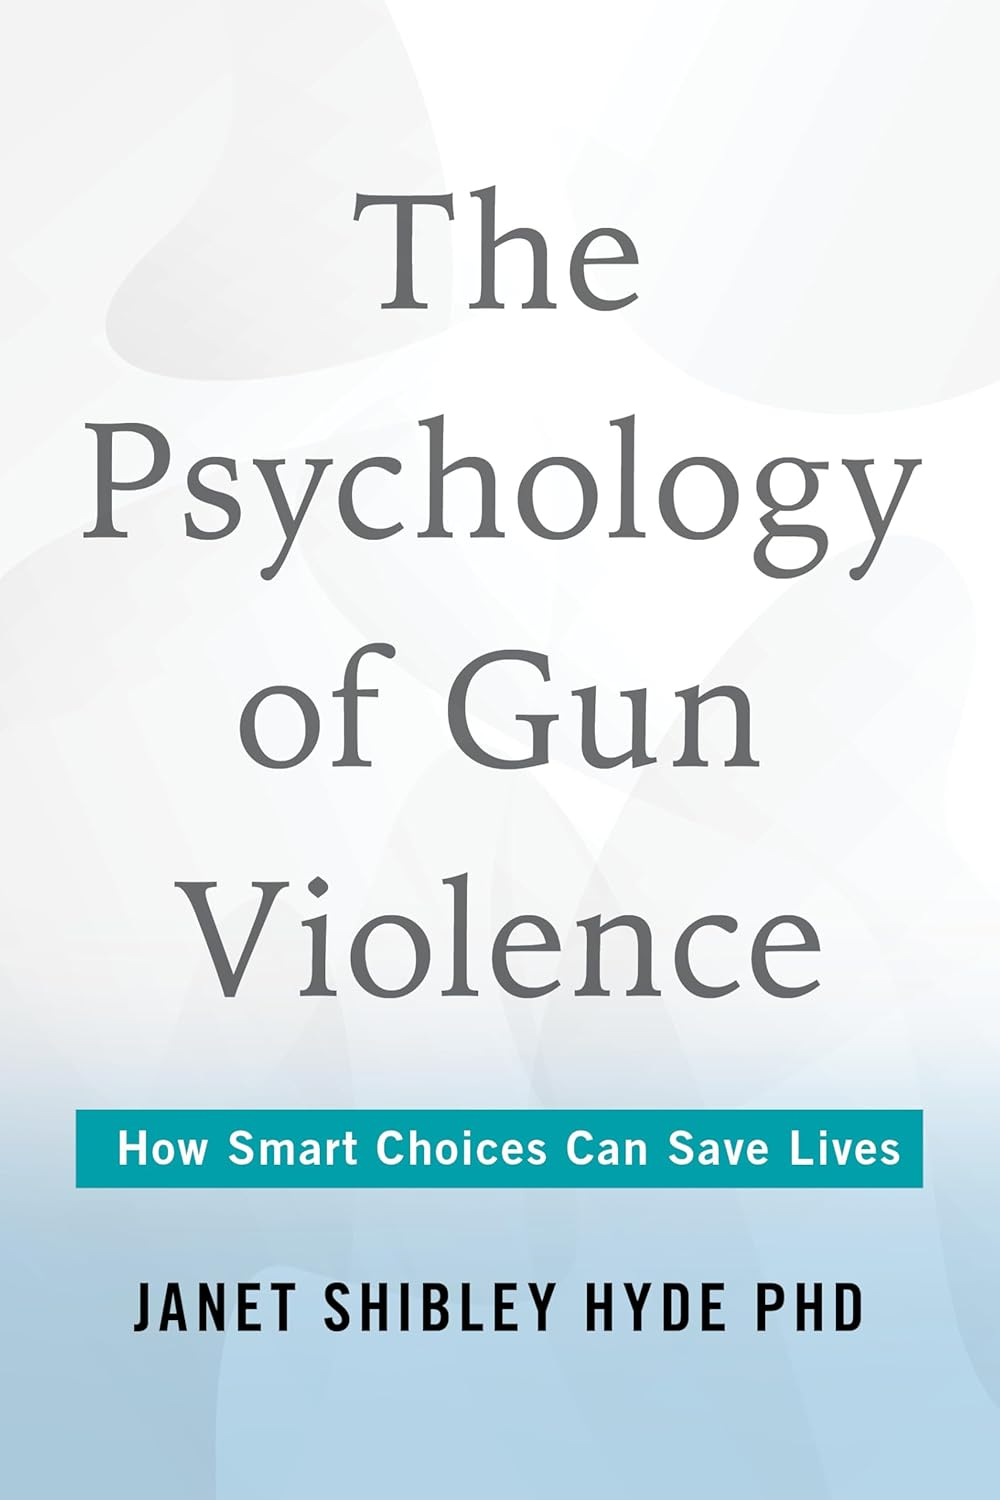 The
Psychology
of Gun
Violence
How Smart Choices Can Save Lives
JANET SHIBLEY HYDE PHD